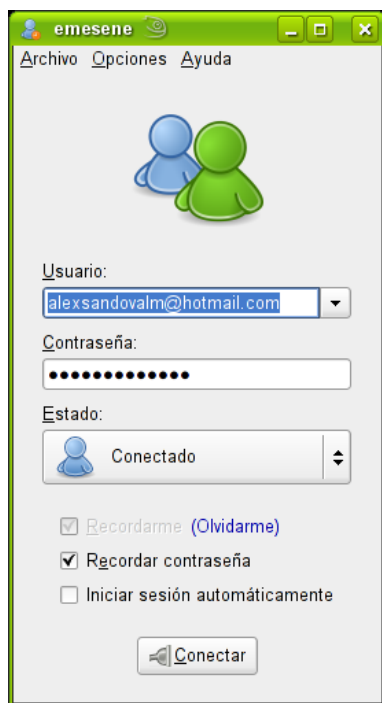 emesene
Archivo Opciones Ayuda
Usuario:
alexsandovalm@hotmail.com
Contraseña:
●●●●●●●●●●●●●
Estado:
Conectado
Recordarme (Olvidarme)
Recordar contraseña
Iniciar sesión automáticamente
Conectar